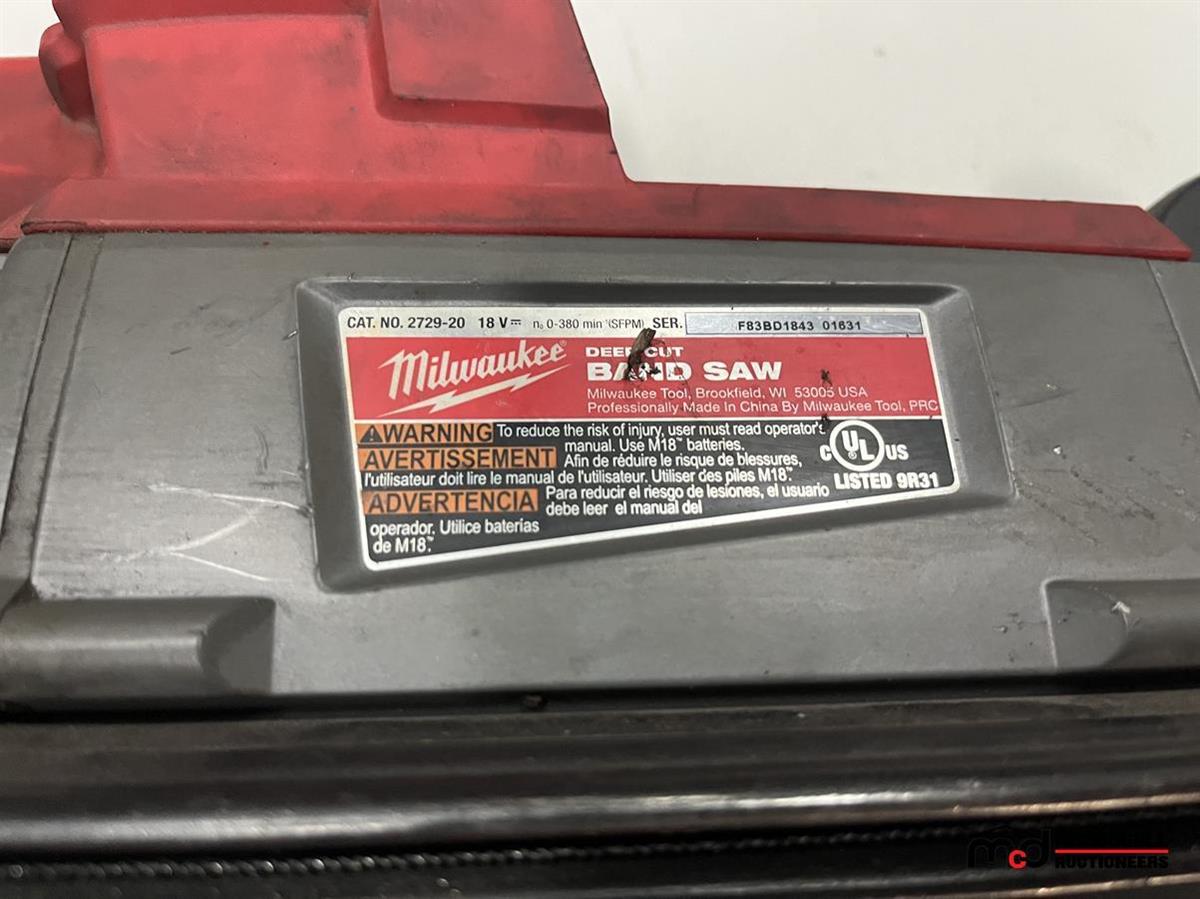 CAT. NO. 2729-20 18 V⎓ n₀ 0-380 min⁻¹(SFPM) SER. F83BD1843 01631
Milwaukee®
DEEP CUT
BAND SAW
Milwaukee Tool, Brookfield, WI 53005 USA
Professionally Made In China By Milwaukee Tool, PRC
⚠WARNING To reduce the risk of injury, user must read operator's
manual. Use M18™ batteries.
AVERTISSEMENT Afin de réduire le risque de blessures,
l'utilisateur doit lire le manuel de l'utilisateur. Utiliser des piles M18™.
ADVERTENCIA Para reducir el riesgo de lesiones, el usuario
debe leer el manual del
operador. Utilice baterías
de M18™.
C UL® US
LISTED 9R31
mcd
AUCTIONEERS